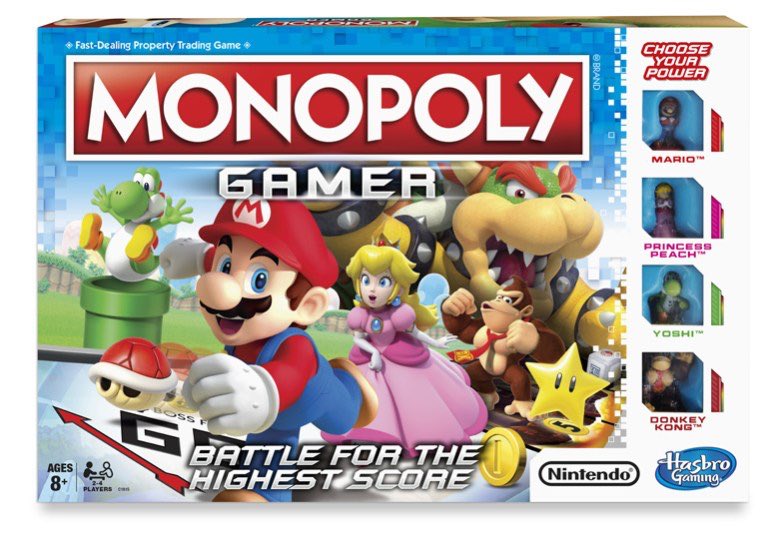 Fast-Dealing Property Trading Game
MONOPOLY
® BRAND
GAMER
M
BATTLE FOR THE
HIGHEST SCORE
AGES
8+
2-4
PLAYERS
CHOOSE
YOUR
POWER
MARIO™
PRINCESS
PEACH™
YOSHI™
DONKEY
KONG™
Nintendo®
Hasbro
Gaming